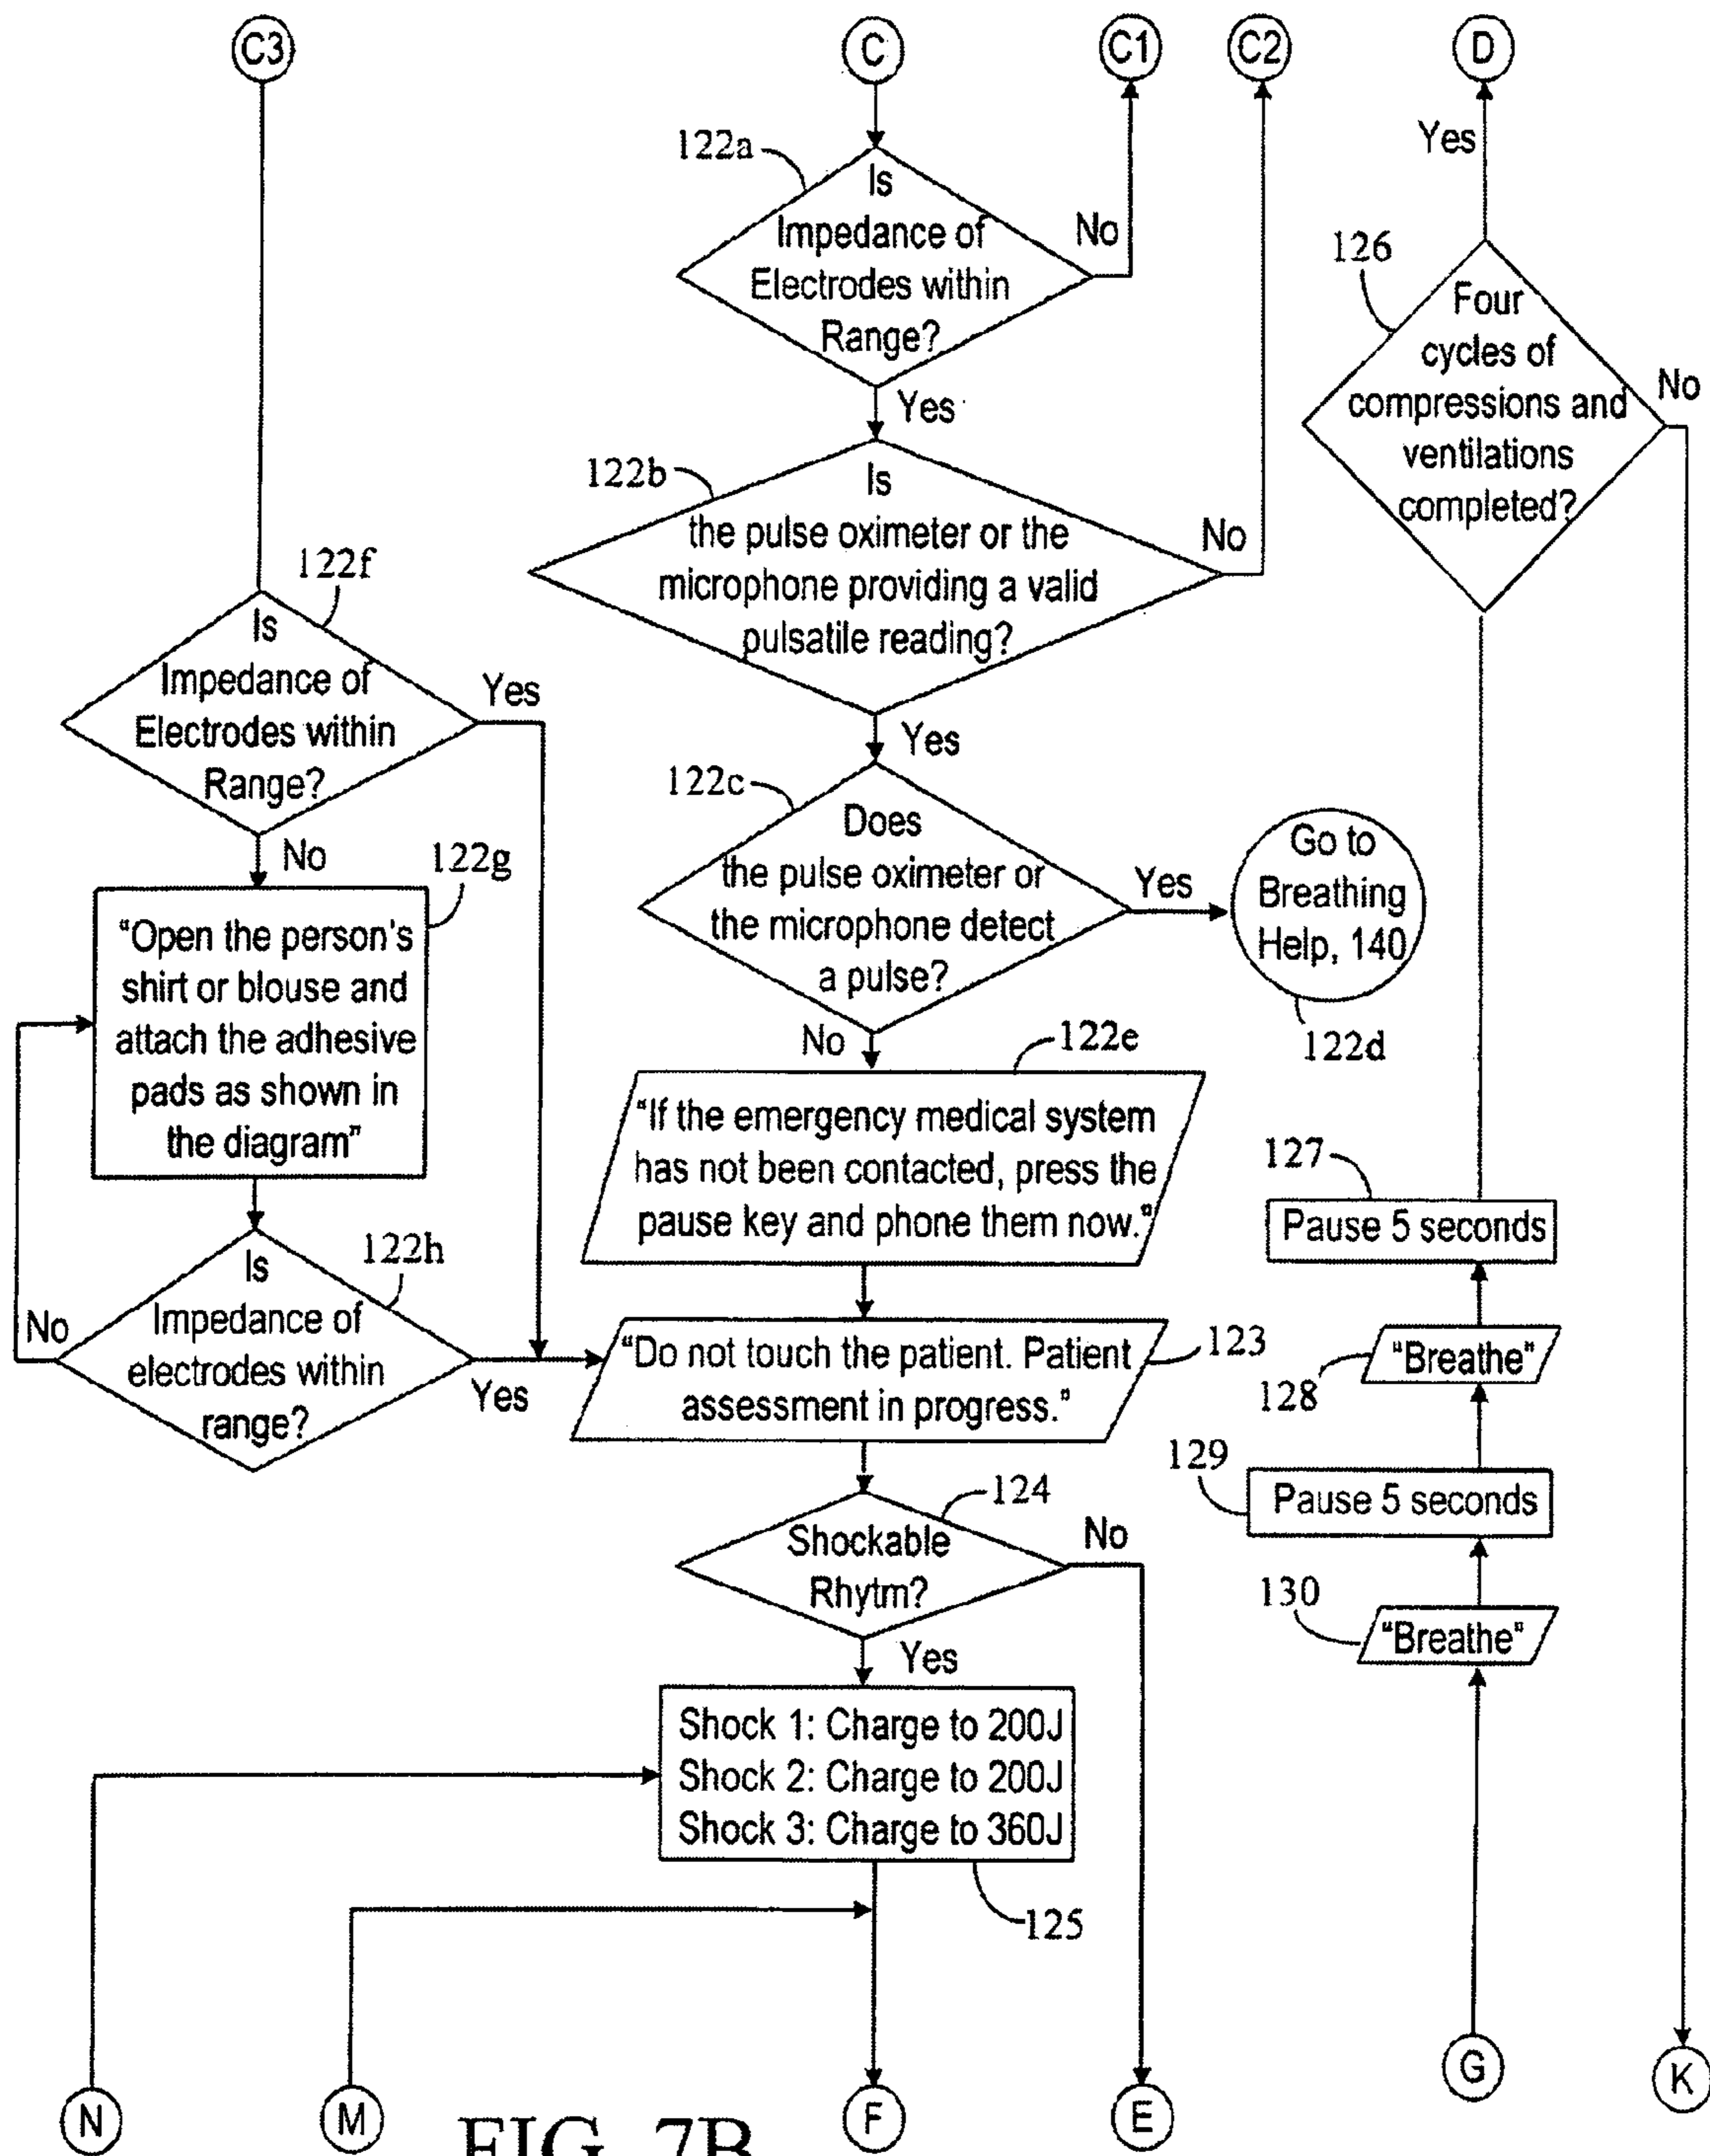 C3
C
C1
C2
D
Yes
122a
Is
Impedance of
Electrodes within
Range?
No
Yes
126
Four
cycles of
compressions and
ventilations
completed?
No
122b
Is
the pulse oximeter or the
microphone providing a valid
pulsatile reading?
No
Yes
122f
Is
Impedance of
Electrodes within
Range?
Yes
No
122c
Does
the pulse oximeter or
the microphone detect
a pulse?
Yes
No
Go to
Breathing
Help, 140
122d
122g
“Open the person’s
shirt or blouse and
attach the adhesive
pads as shown in
the diagram”
122e
“If the emergency medical system
has not been contacted, press the
pause key and phone them now.”
122h
Is
Impedance of
electrodes within
range?
No
Yes
“Do not touch the patient. Patient
assessment in progress.”
123
127
Pause 5 seconds
“Breathe”
128
129
Pause 5 seconds
130
“Breathe”
124
Shockable
Rhytm?
No
Yes
Shock 1: Charge to 200J
Shock 2: Charge to 200J
Shock 3: Charge to 360J
125
N
M
F
E
G
K
FIG. 7B